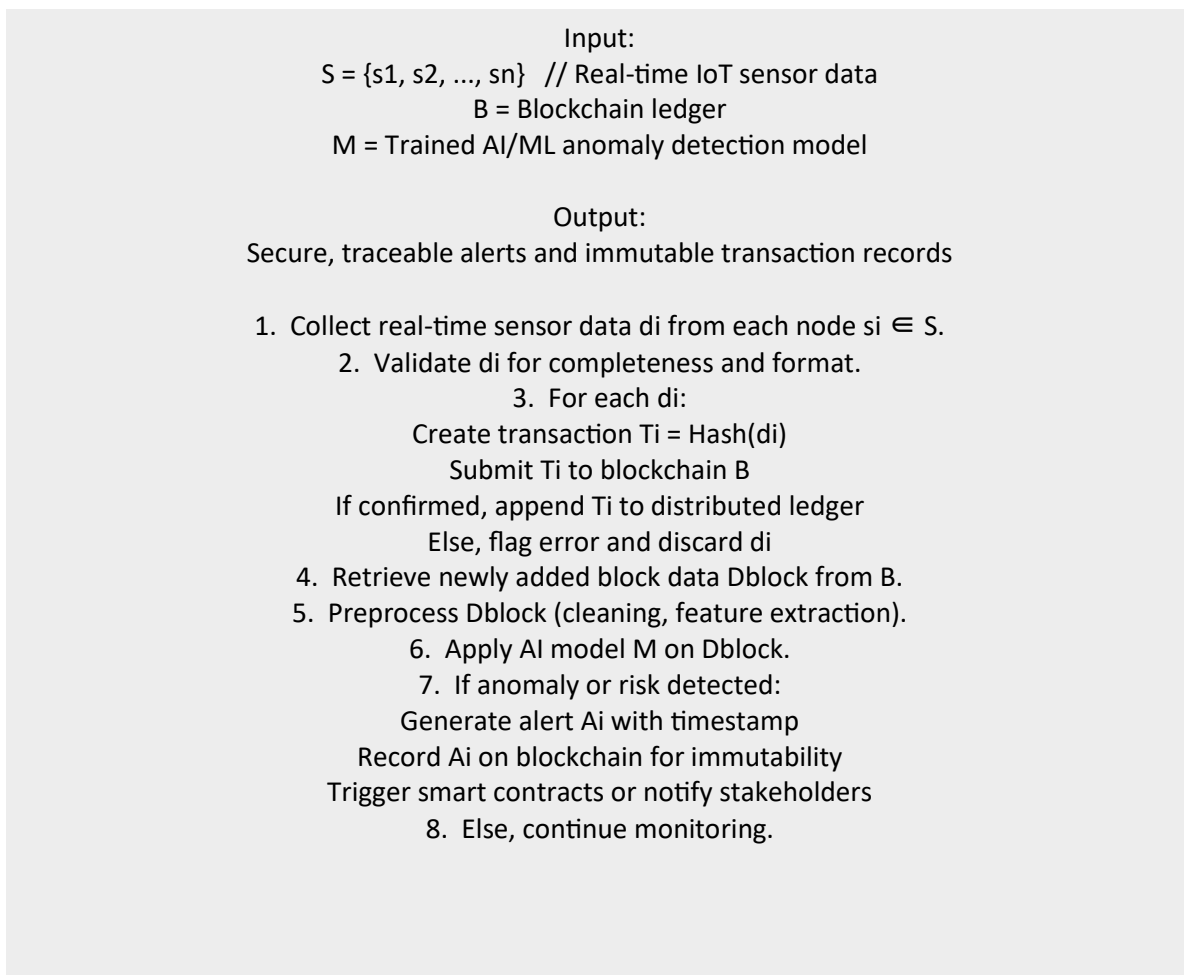 Input:
S = {s1, s2, ..., sn}   // Real-time IoT sensor data
B = Blockchain ledger
M = Trained AI/ML anomaly detection model
Output:
Secure, traceable alerts and immutable transaction records
1.  Collect real-time sensor data di from each node si ∈ S.
2.  Validate di for completeness and format.
3.  For each di:
Create transaction Ti = Hash(di)
Submit Ti to blockchain B
If confirmed, append Ti to distributed ledger
Else, flag error and discard di
4.  Retrieve newly added block data Dblock from B.
5.  Preprocess Dblock (cleaning, feature extraction).
6.  Apply AI model M on Dblock.
7.  If anomaly or risk detected:
Generate alert Ai with timestamp
Record Ai on blockchain for immutability
Trigger smart contracts or notify stakeholders
8.  Else, continue monitoring.